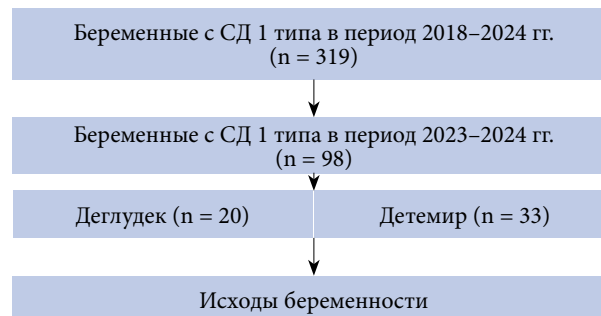 Беременные с СД 1 типа в период 2018–2024 гг.
(n = 319)
Беременные с СД 1 типа в период 2023–2024 гг.
(n = 98)
Деглудек (n = 20)
Детемир (n = 33)
Исходы беременности